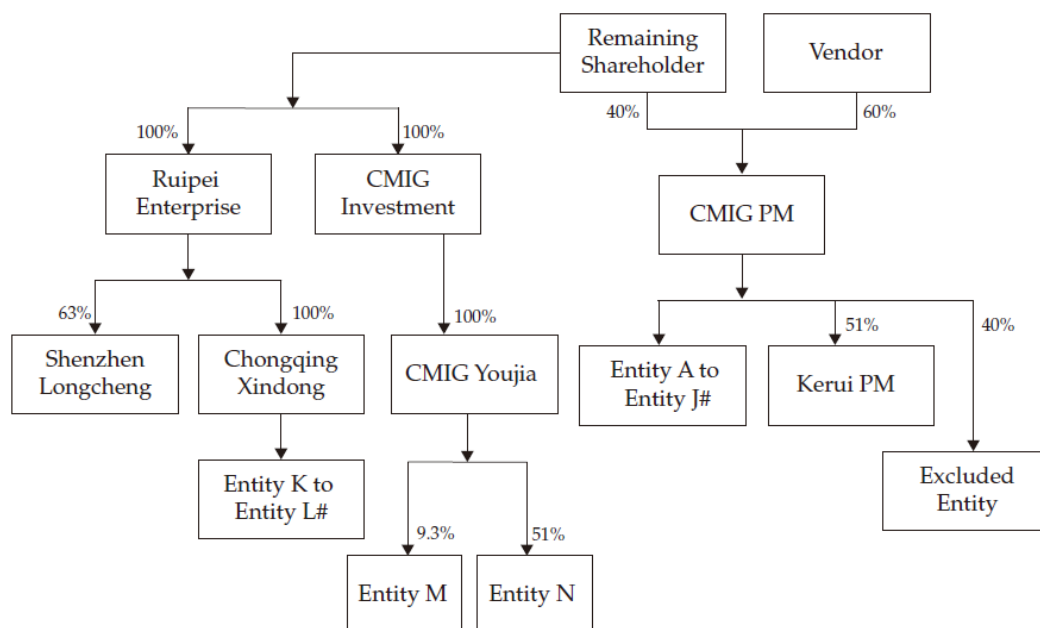 Remaining
Shareholder
Vendor
40%
60%
100%
100%
Ruipei
Enterprise
CMIG
Investment
CMIG PM
63%
100%
100%
51%
40%
Shenzhen
Longcheng
Chongqing
Xindong
CMIG Youjia
Entity A to
Entity J#
Kerui PM
Entity K to
Entity L#
Excluded
Entity
9.3%
51%
Entity M
Entity N